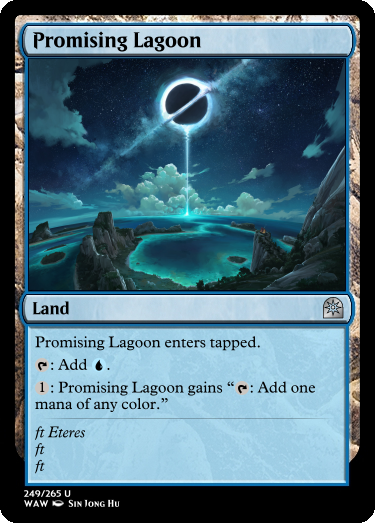 Promising Lagoon
Land
Promising Lagoon enters tapped.
: Add .
1: Promising Lagoon gains “: Add one
mana of any color.”
ft Eteres
ft
ft
249/265 U
WAW Sin Jong Hu